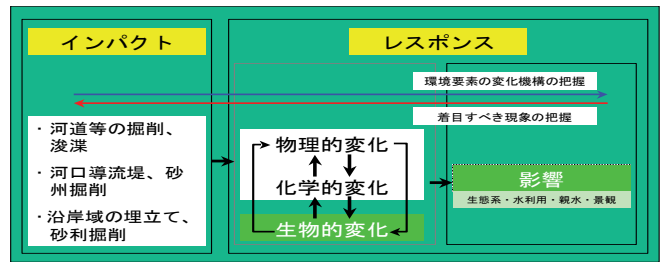 インパクト
レスポンス
環境要素の変化機構の把握
着目すべき現象の把握
・河道等の掘削、
浚渫
・河口導流堤、砂
州掘削
・沿岸域の埋立て、
砂利掘削
物理的変化
化学的変化
生物的変化
影響
生態系・水利用・親水・景観